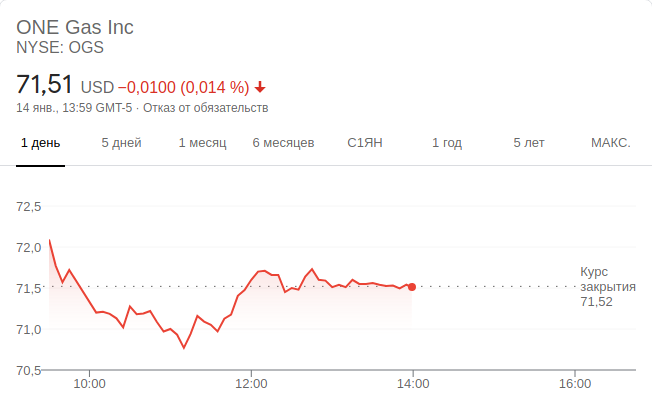 ONE Gas Inc
NYSE: OGS
71,51 USD −0,0100 (0,014 %)
14 янв., 13:59 GMT-5 · Отказ от обязательств
1 день 5 дней 1 месяц 6 месяцев С1ЯН 1 год 5 лет МАКС.
72,5
72,0
71,5
71,0
70,5
Курс
закрытия
71,52
10:00 12:00 14:00 16:00